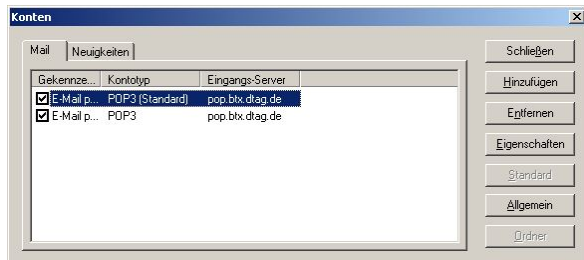 Konten
Mail
Neuigkeiten
Gekennze... Kontotyp Eingangs-Server
E-Mail p... POP3 (Standard) pop.btx.dtag.de
E-Mail p... POP3 pop.btx.dtag.de
Schließen
Hinzufügen
Entfernen
Eigenschaften
Standard
Allgemein
Ordner